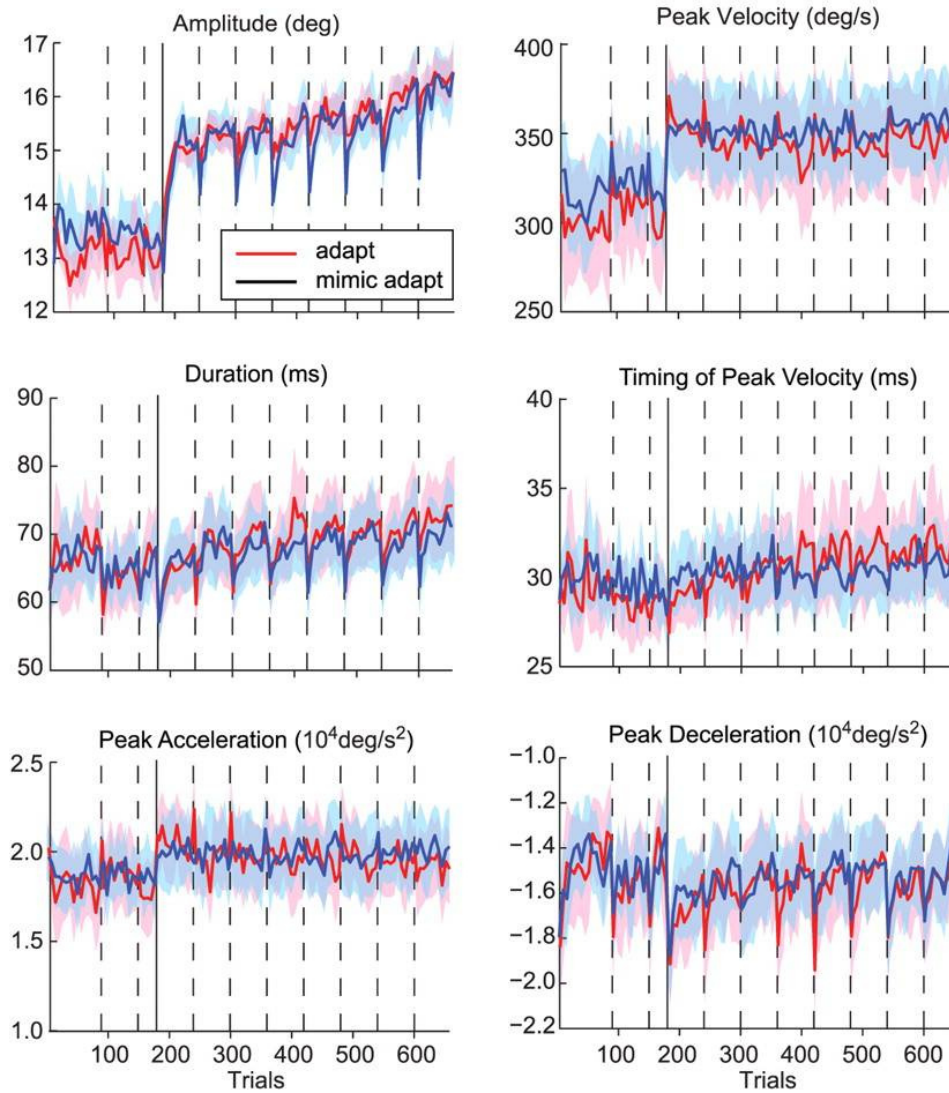 Amplitude (deg)
17
16
15
14
13
12
adapt
mimic adapt
Peak Velocity (deg/s)
400
350
300
250
Duration (ms)
90
80
70
60
50
Timing of Peak Velocity (ms)
40
35
30
25
Peak Acceleration (10⁴deg/s²)
2.5
2.0
1.5
1.0
100 200 300 400 500 600
Trials
Peak Deceleration (10⁴deg/s²)
−1.0
−1.2
−1.4
−1.6
−1.8
−2.0
−2.2
100 200 300 400 500 600
Trials